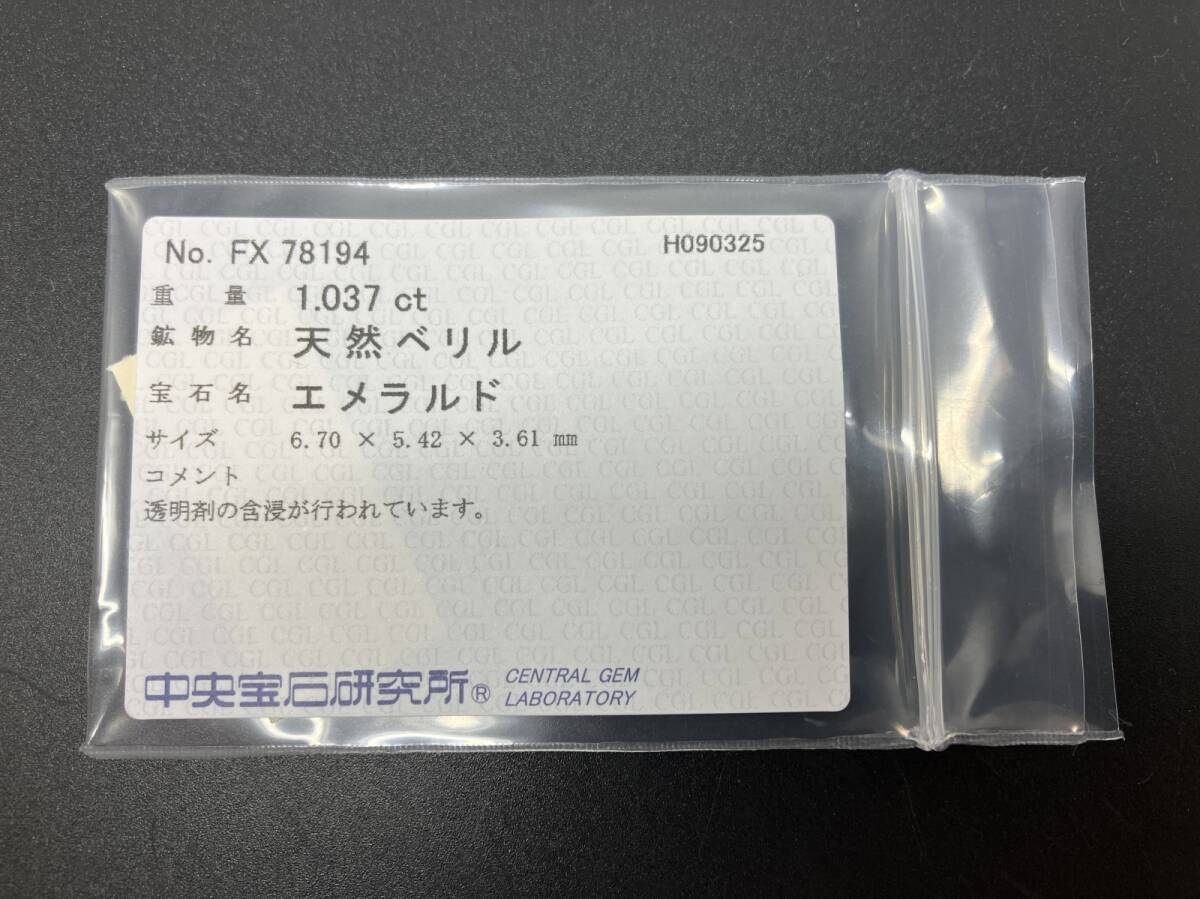 No. FX 78194 H090325
重量 1.037 ct
鉱物名 天然ベリル
宝石名 エメラルド
サイズ 6.70 × 5.42 × 3.61 mm
コメント
透明剤の含浸が行われています。
中央宝石研究所® CENTRAL GEM
LABORATORY